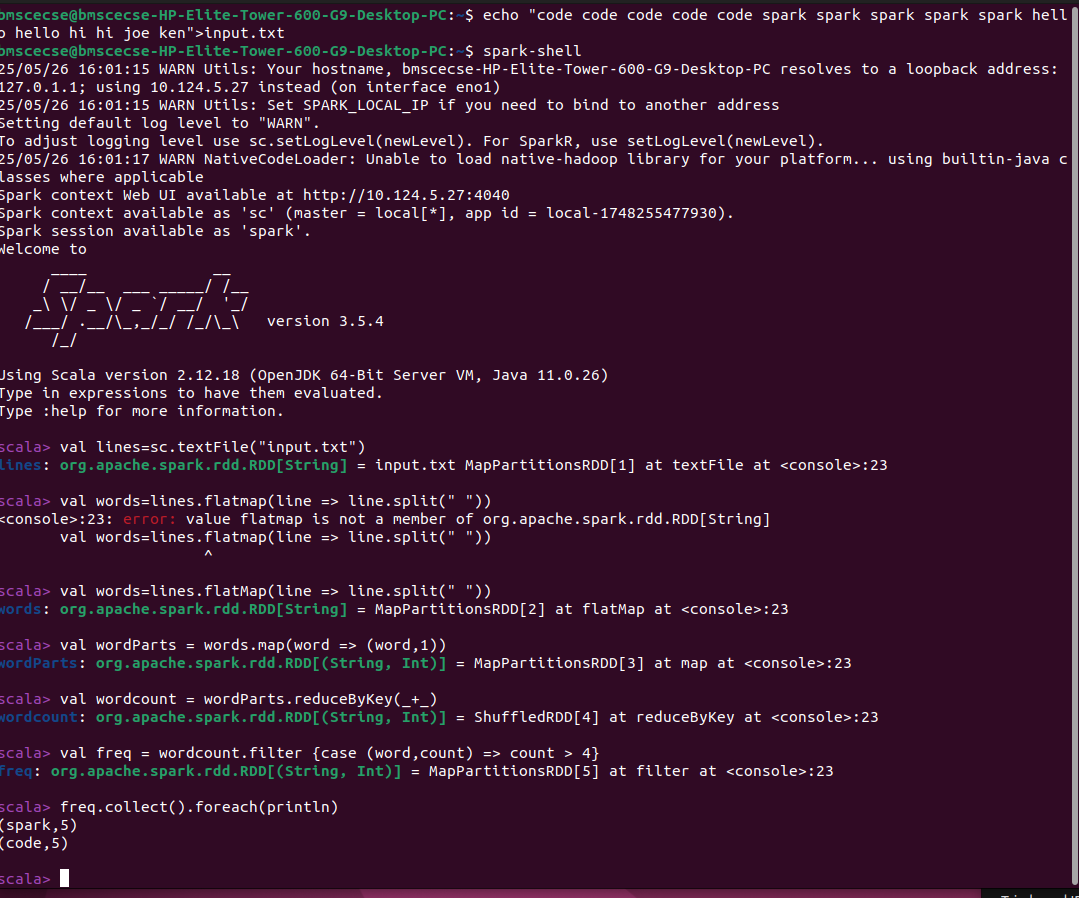 bmscecse@bmscecse-HP-Elite-Tower-600-G9-Desktop-PC:~$ echo "code code code code code spark spark spark spark spark hell
o hello hi hi joe ken">input.txt
bmscecse@bmscecse-HP-Elite-Tower-600-G9-Desktop-PC:~$ spark-shell
25/05/26 16:01:15 WARN Utils: Your hostname, bmscecse-HP-Elite-Tower-600-G9-Desktop-PC resolves to a loopback address:
127.0.1.1; using 10.124.5.27 instead (on interface eno1)
25/05/26 16:01:15 WARN Utils: Set SPARK_LOCAL_IP if you need to bind to another address
Setting default log level to "WARN".
To adjust logging level use sc.setLogLevel(newLevel). For SparkR, use setLogLevel(newLevel).
25/05/26 16:01:17 WARN NativeCodeLoader: Unable to load native-hadoop library for your platform... using builtin-java c
lasses where applicable
Spark context Web UI available at http://10.124.5.27:4040
Spark context available as 'sc' (master = local[*], app id = local-1748255477930).
Spark session available as 'spark'.
Welcome to
      ____              __
     / __/__  ___ _____/ /__
    _\ \/ _ \/ _ `/ __/  '_/
   /___/ .__/\_,_/_/ /_/\_\   version 3.5.4
      /_/
Using Scala version 2.12.18 (OpenJDK 64-Bit Server VM, Java 11.0.26)
Type in expressions to have them evaluated.
Type :help for more information.
scala> val lines=sc.textFile("input.txt")
lines: org.apache.spark.rdd.RDD[String] = input.txt MapPartitionsRDD[1] at textFile at <console>:23
scala> val words=lines.flatmap(line => line.split(" "))
<console>:23: error: value flatmap is not a member of org.apache.spark.rdd.RDD[String]
       val words=lines.flatmap(line => line.split(" "))
                       ^
scala> val words=lines.flatMap(line => line.split(" "))
words: org.apache.spark.rdd.RDD[String] = MapPartitionsRDD[2] at flatMap at <console>:23
scala> val wordParts = words.map(word => (word,1))
wordParts: org.apache.spark.rdd.RDD[(String, Int)] = MapPartitionsRDD[3] at map at <console>:23
scala> val wordcount = wordParts.reduceByKey(_+_)
wordcount: org.apache.spark.rdd.RDD[(String, Int)] = ShuffledRDD[4] at reduceByKey at <console>:23
scala> val freq = wordcount.filter {case (word,count) => count > 4}
freq: org.apache.spark.rdd.RDD[(String, Int)] = MapPartitionsRDD[5] at filter at <console>:23
scala> freq.collect().foreach(println)
(spark,5)
(code,5)
scala>